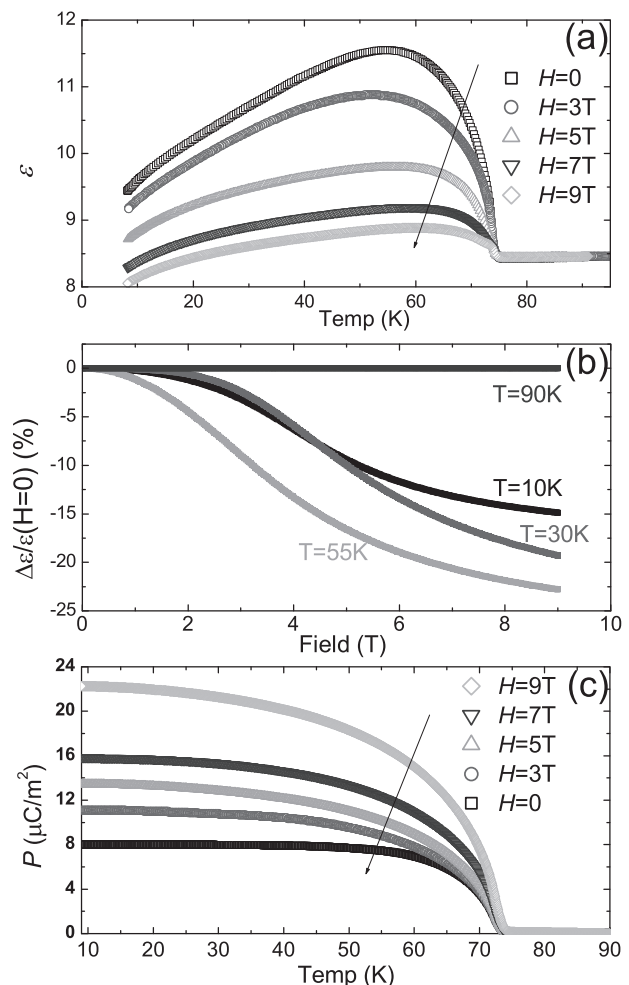 (a)
12
11
10
9
8
ε
H=0
H=3T
H=5T
H=7T
H=9T
0 20 40 60 80
Temp (K)
(b)
0
-5
-10
-15
-20
-25
Δε/ε(H=0) (%)
T=90K
T=10K
T=30K
T=55K
0 2 4 6 8 10
Field (T)
(c)
24
20
16
12
8
4
0
P (μC/m²)
H=9T
H=7T
H=5T
H=3T
H=0
10 20 30 40 50 60 70 80 90
Temp (K)